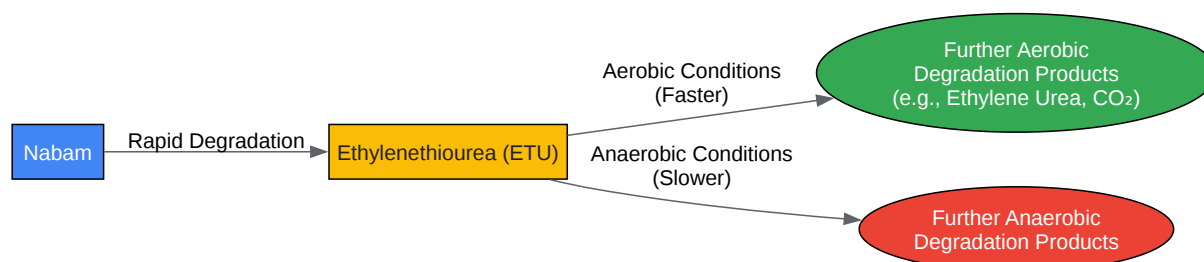 Nabam
Rapid Degradation
Ethylenethiourea (ETU)
Aerobic Conditions
(Faster)
Further Aerobic
Degradation Products
(e.g., Ethylene Urea, CO₂)
Anaerobic Conditions
(Slower)
Further Anaerobic
Degradation Products